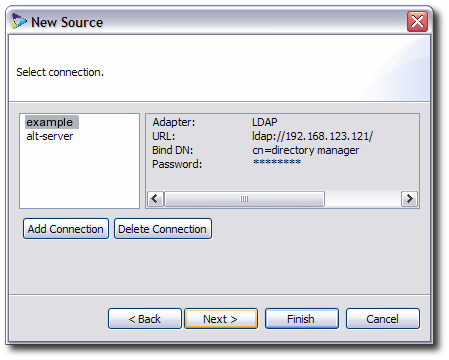 New Source
Select connection.
example
alt-server
Adapter: LDAP
URL: ldap://192.168.123.121/
Bind DN: cn=directory manager
Password: ********
Add Connection Delete Connection
< Back Next > Finish Cancel